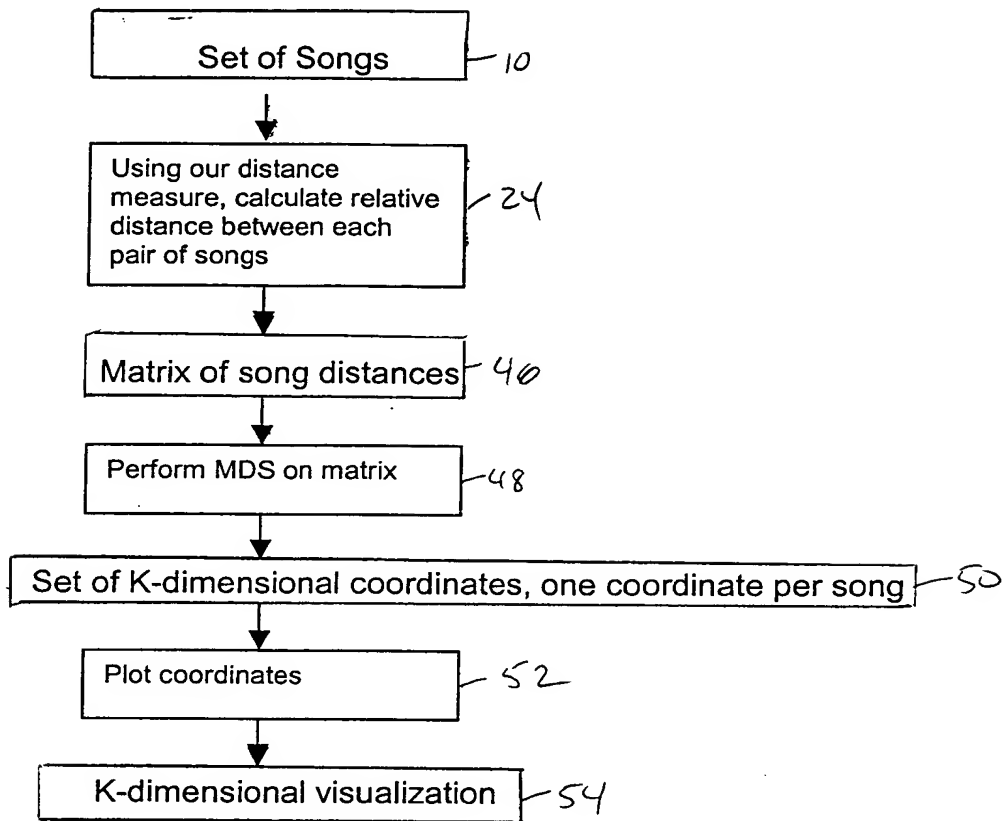 Set of Songs
10
Using our distance
measure, calculate relative
distance between each
pair of songs
24
Matrix of song distances
46
Perform MDS on matrix
48
Set of K-dimensional coordinates, one coordinate per song
50
Plot coordinates
52
K-dimensional visualization
54